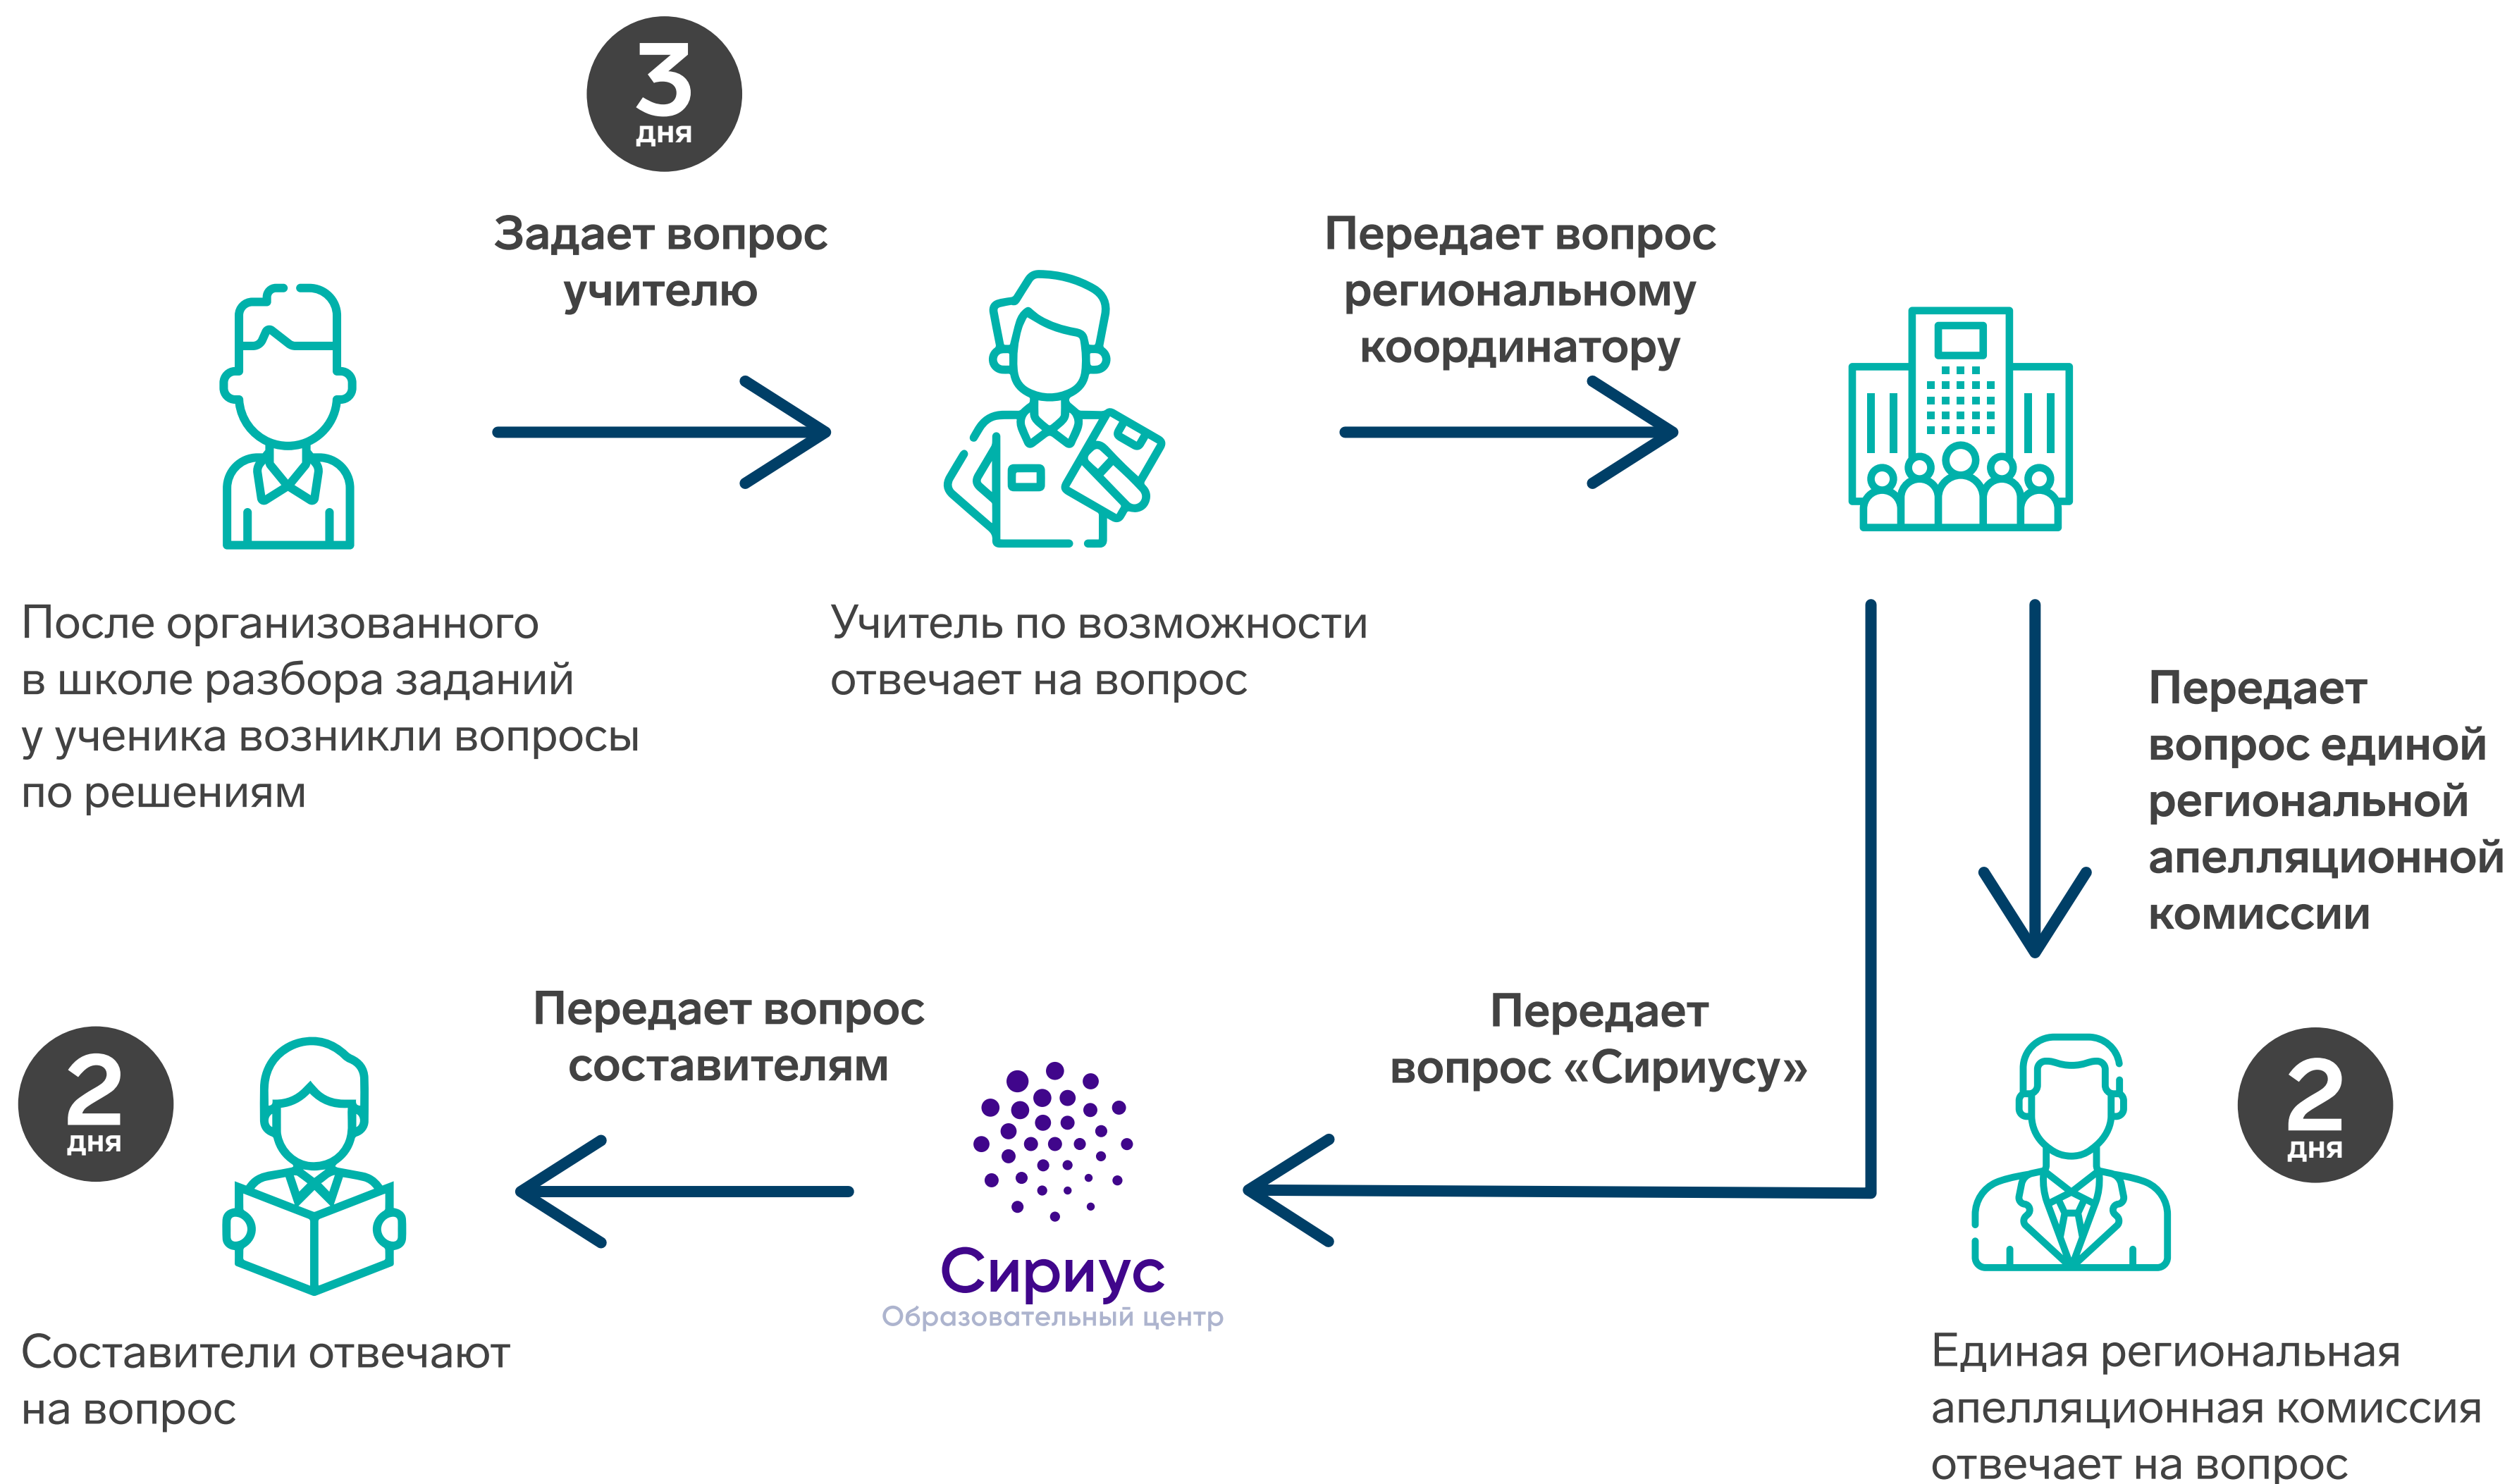 3
дня
Задает вопрос
учителю
Передает вопрос
региональному
координатору
После организованного
в школе разбора заданий
у ученика возникли вопросы
по решениям
Учитель по возможности
отвечает на вопрос
Передает
вопрос единой
региональной
апелляционной
комиссии
2
дня
Передает вопрос
составителям
Передает
вопрос «Сириусу»
2
дня
Сириус
Образовательный центр
Составители отвечают
на вопрос
Единая региональная
апелляционная комиссия
отвечает на вопрос